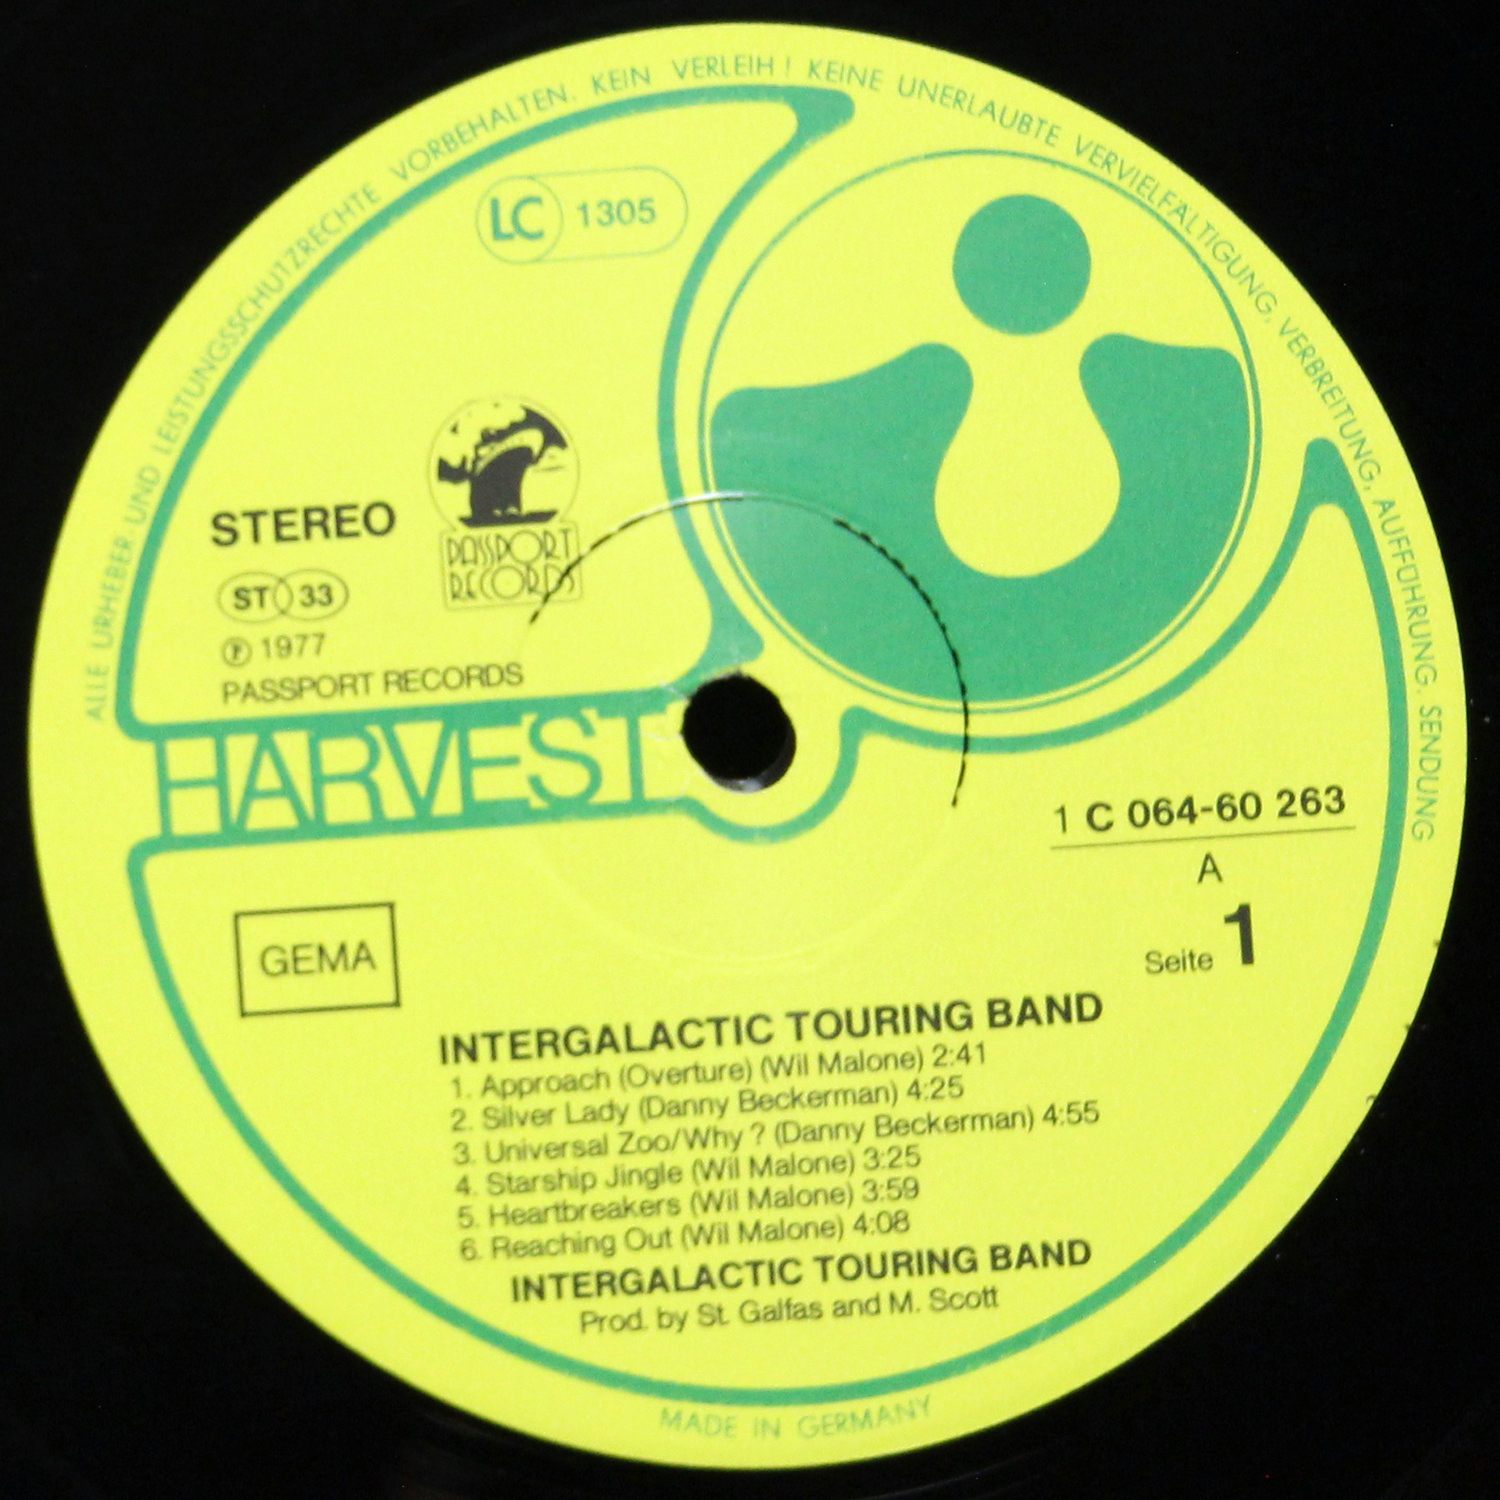 ALLE URHEBER UND LEISTUNGSSCHUTZRECHTE VORBEHALTEN. KEIN VERLEIH! KEINE UNERLAUBTE VERVIELFÄLTIGUNG, VERBREITUNG, AUFFÜHRUNG. SENDUNG
LC 1305
STEREO
PASSPORT
RECORDS
ST 33
℗ 1977
PASSPORT RECORDS
HARVEST
1 C 064-60 263
A
Seite 1
GEMA
INTERGALACTIC TOURING BAND
1. Approach (Overture) (Wil Malone) 2:41
2. Silver Lady (Danny Beckerman) 4:25
3. Universal Zoo/Why ? (Danny Beckerman) 4:55
4. Starship Jingle (Wil Malone) 3:25
5. Heartbreakers (Wil Malone) 3:59
6. Reaching Out (Wil Malone) 4:08
INTERGALACTIC TOURING BAND
Prod. by St. Galfas and M. Scott
MADE IN GERMANY